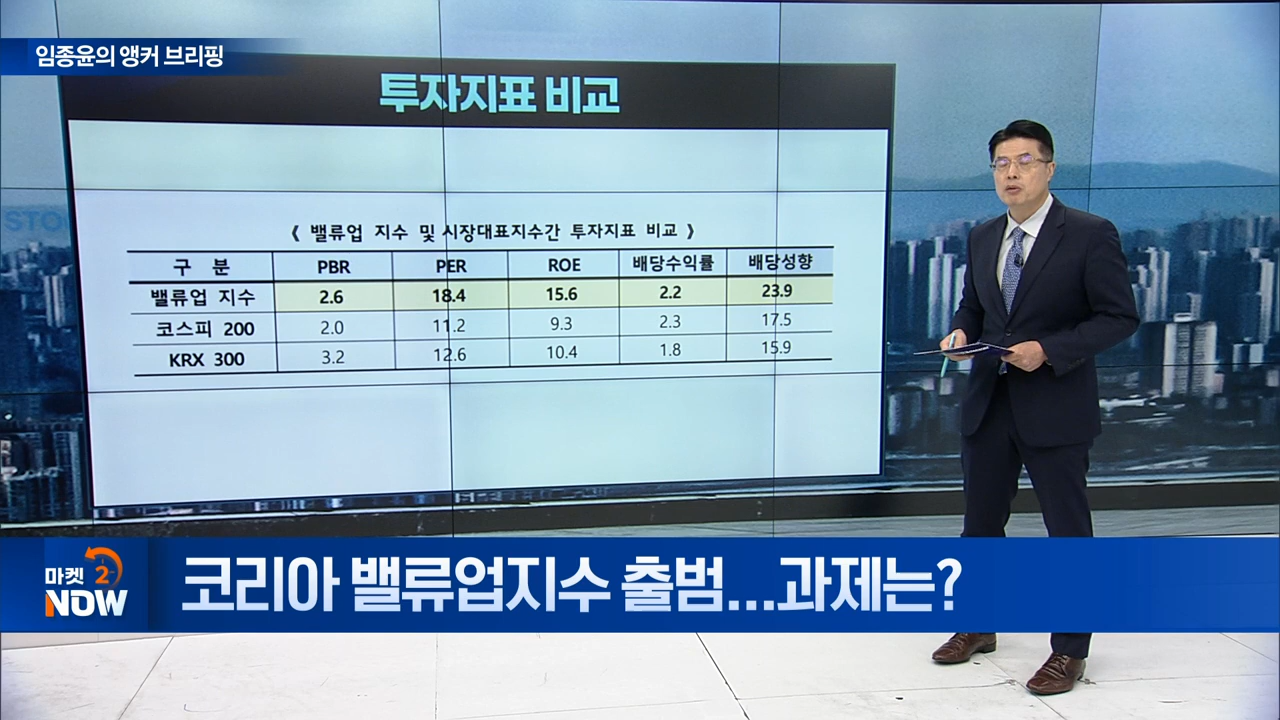 임종윤의 앵커 브리핑
투자지표 비교
STO
《 밸류업 지수 및 시장대표지수간 투자지표 비교 》
구 분 PBR PER ROE 배당수익률 배당성향
밸류업 지수 2.6 18.4 15.6 2.2 23.9
코스피 200 2.0 11.2 9.3 2.3 17.5
KRX 300 3.2 12.6 10.4 1.8 15.9
마켓 2
NOW
코리아 밸류업지수 출범...과제는?